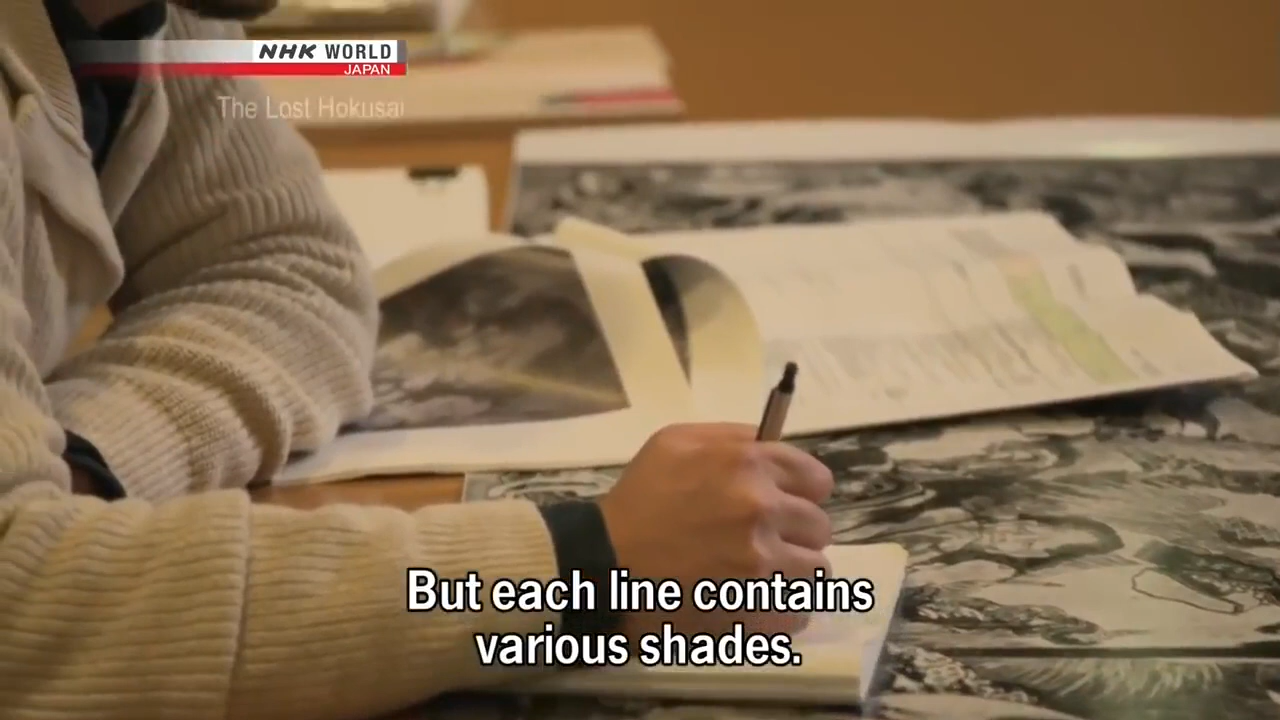 NHK WORLD
JAPAN
The Lost Hokusai
But each line contains
various shades.